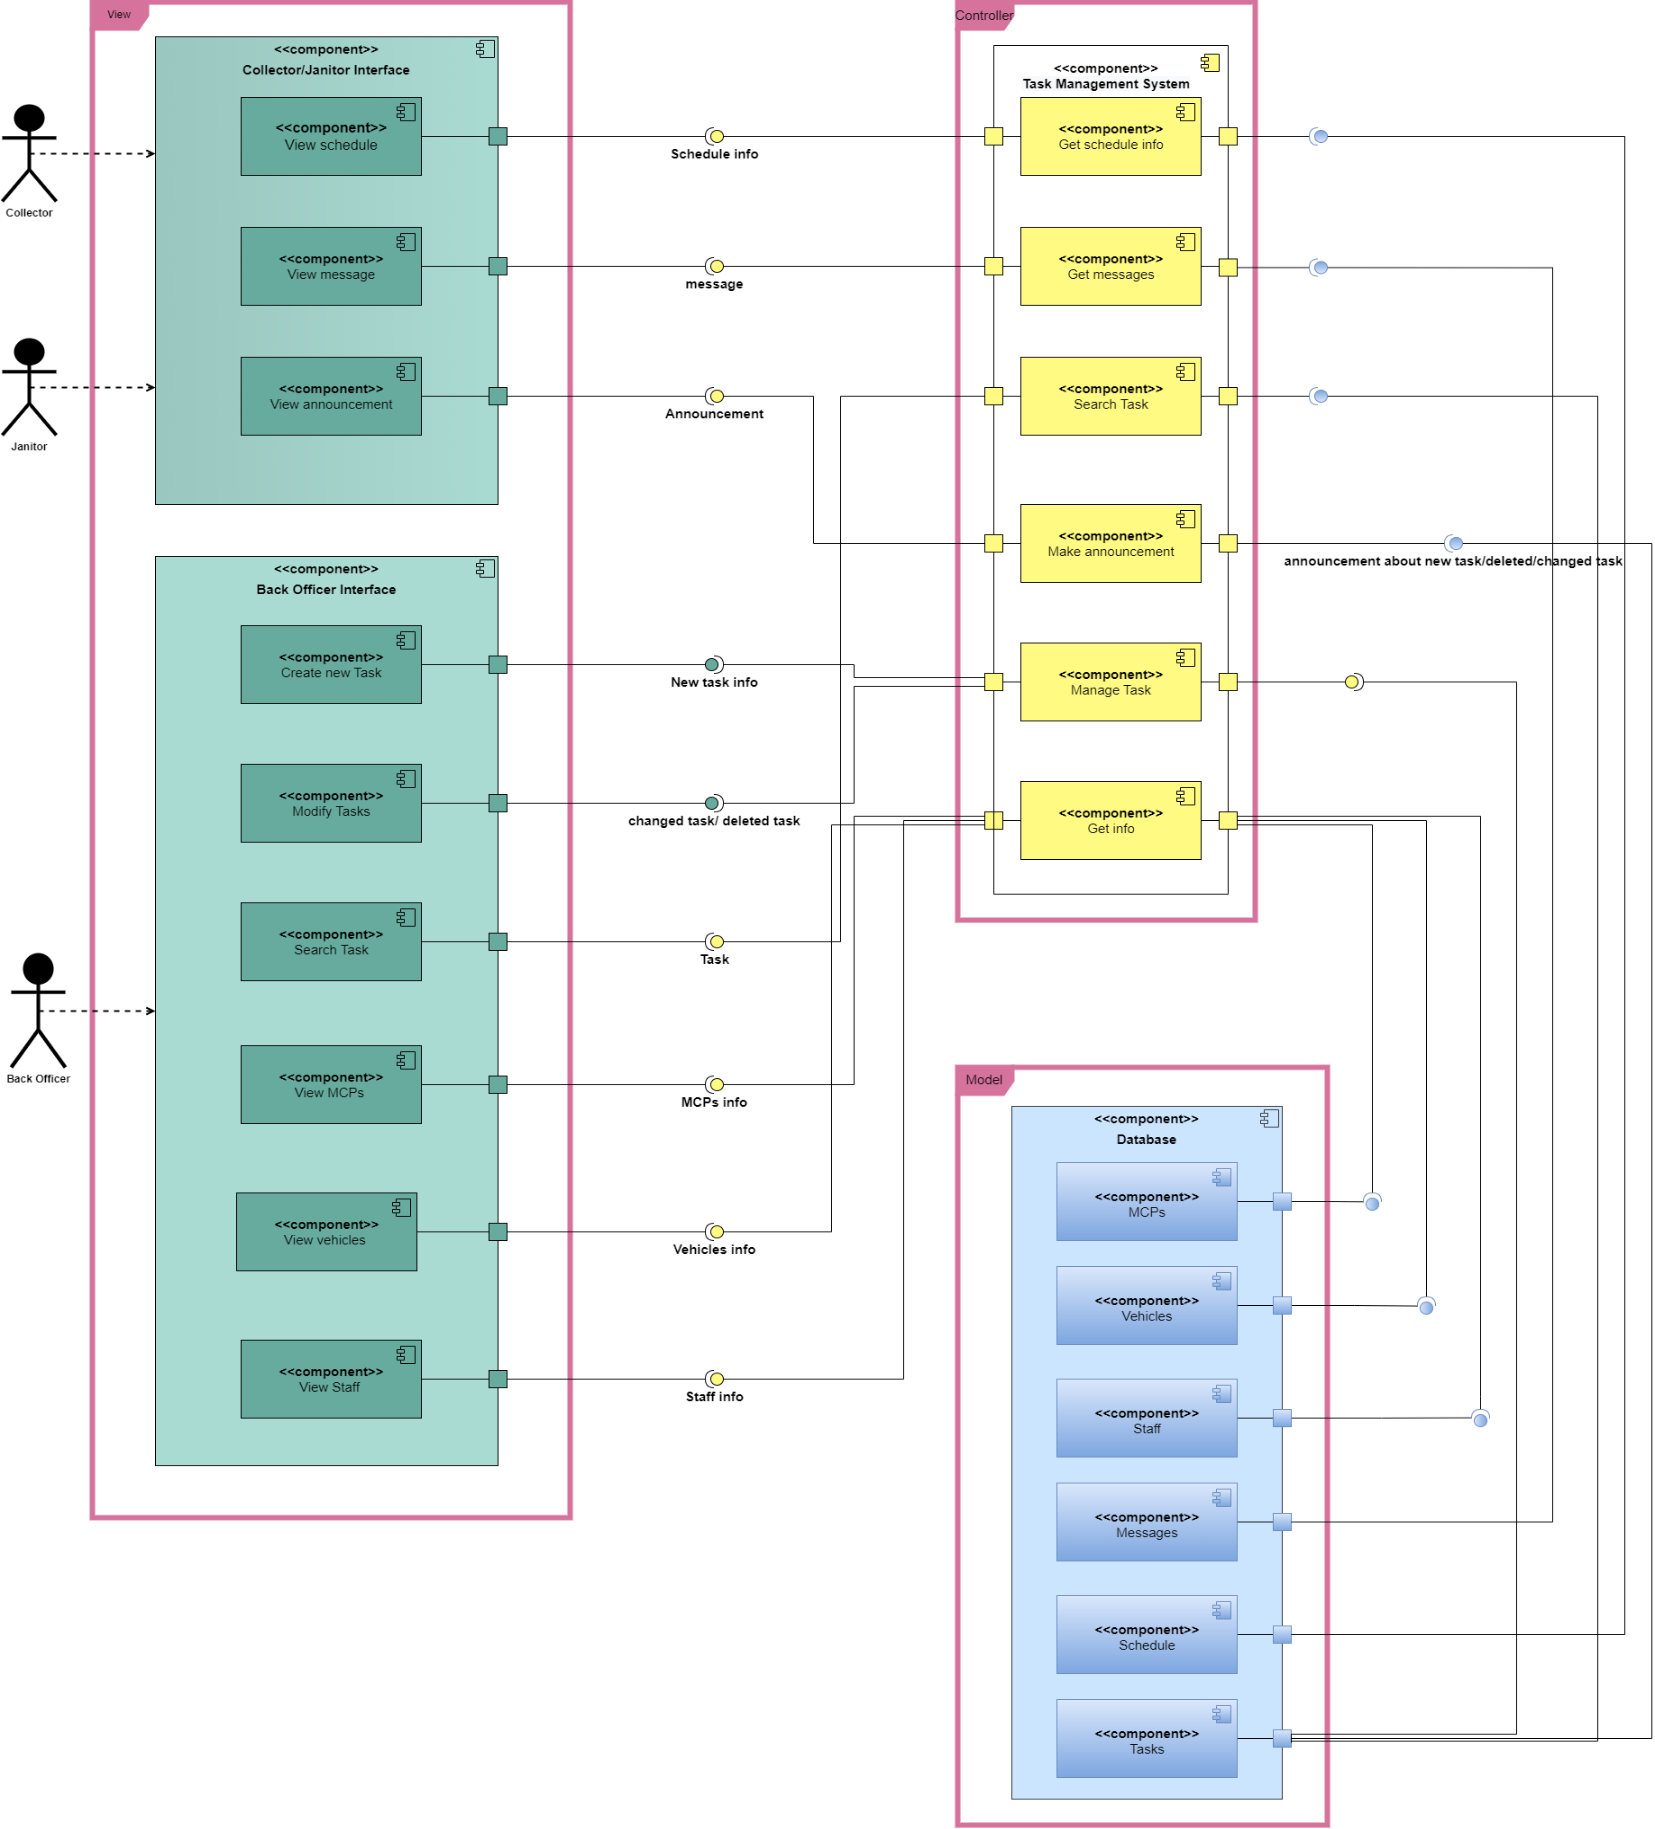 View
<<component>>
Collector/Janitor Interface
<<component>>
View schedule
<<component>>
View message
<<component>>
View announcement
Collector
Janitor
<<component>>
Back Officer Interface
<<component>>
Create new Task
<<component>>
Modify Tasks
<<component>>
Search Task
<<component>>
View MCPs
<<component>>
View vehicles
<<component>>
View Staff
Back Officer
Schedule info
message
Announcement
New task info
changed task/ deleted task
Task
MCPs info
Vehicles info
Staff info
Controller
<<component>>
Task Management System
<<component>>
Get schedule info
<<component>>
Get messages
<<component>>
Search Task
<<component>>
Make announcement
<<component>>
Manage Task
<<component>>
Get info
announcement about new task/deleted/changed task
Model
<<component>>
Database
<<component>>
MCPs
<<component>>
Vehicles
<<component>>
Staff
<<component>>
Messages
<<component>>
Schedule
<<component>>
Tasks